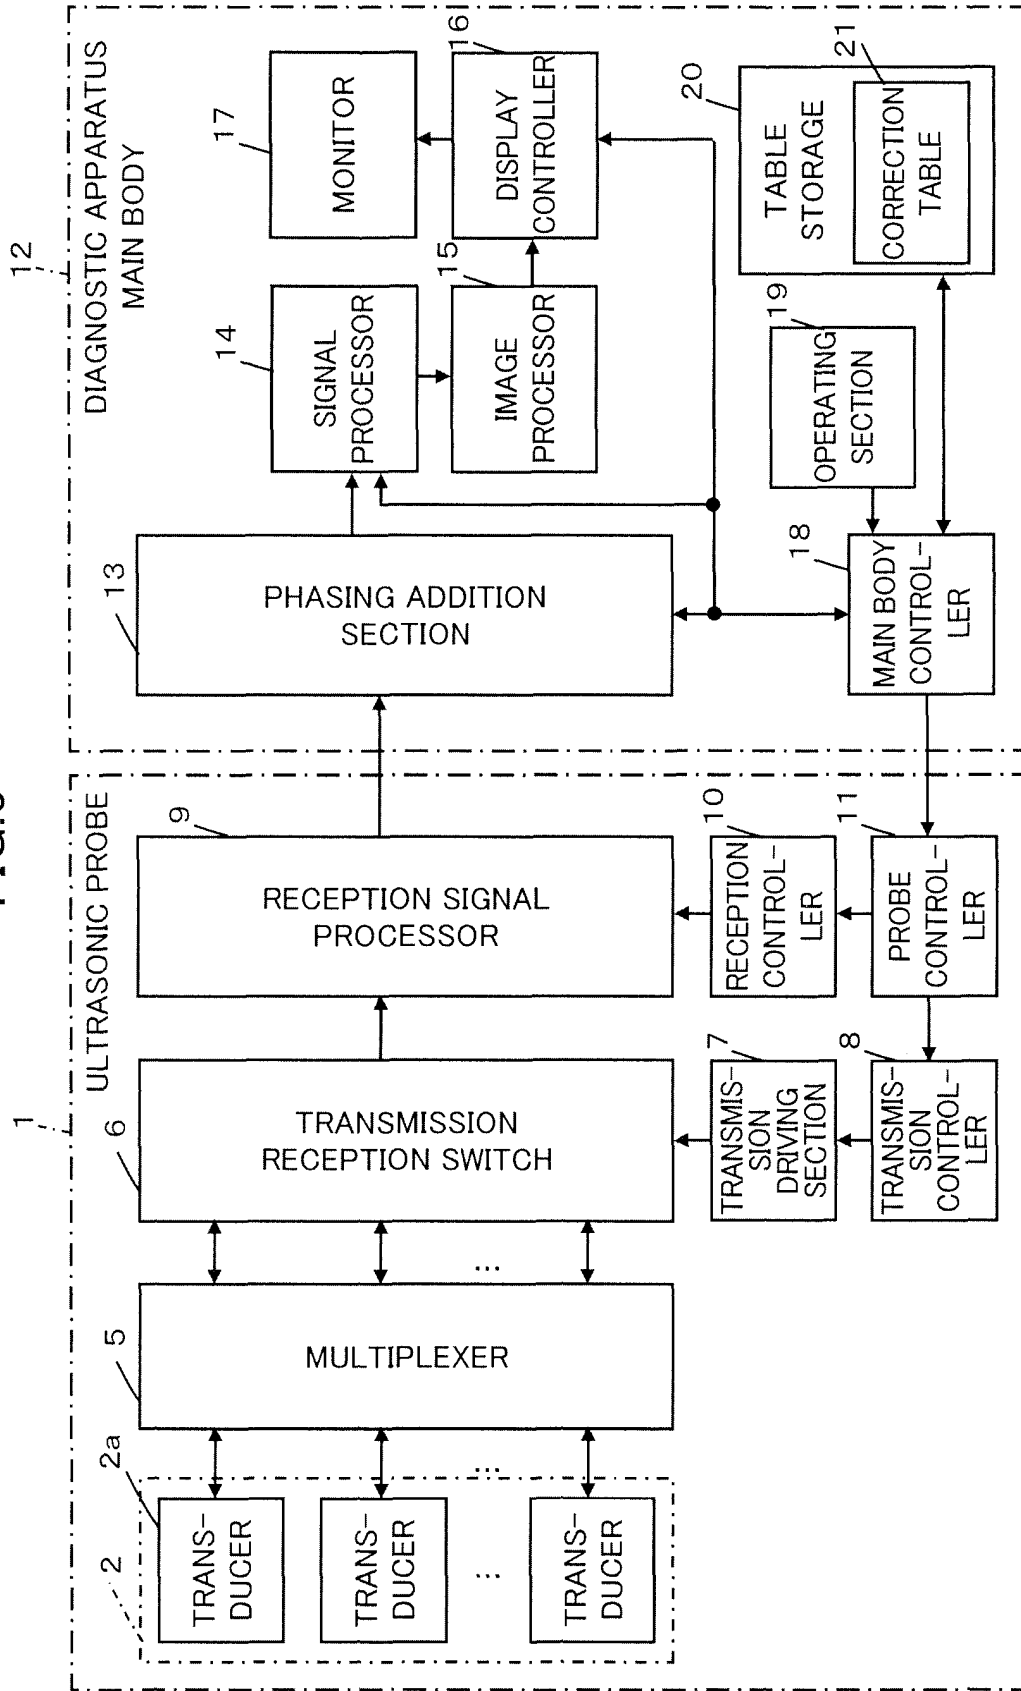 1
ULTRASONIC PROBE
2
2a
TRANS-
DUCER
TRANS-
DUCER
...
TRANS-
DUCER
...
5
MULTIPLEXER
...
6
TRANSMISSION
RECEPTION SWITCH
7
TRANSMIS-
SION
DRIVING
SECTION
8
TRANSMIS-
SION
CONTROL-
LER
9
RECEPTION SIGNAL
PROCESSOR
10
RECEPTION
CONTROL-
LER
11
PROBE
CONTROL-
LER
12
DIAGNOSTIC APPARATUS
MAIN BODY
13
PHASING ADDITION
SECTION
14
SIGNAL
PROCESSOR
15
IMAGE
PROCESSOR
16
DISPLAY
CONTROLLER
17
MONITOR
18
MAIN BODY
CONTROL-
LER
19
OPERATING
SECTION
20
TABLE
STORAGE
21
CORRECTION
TABLE